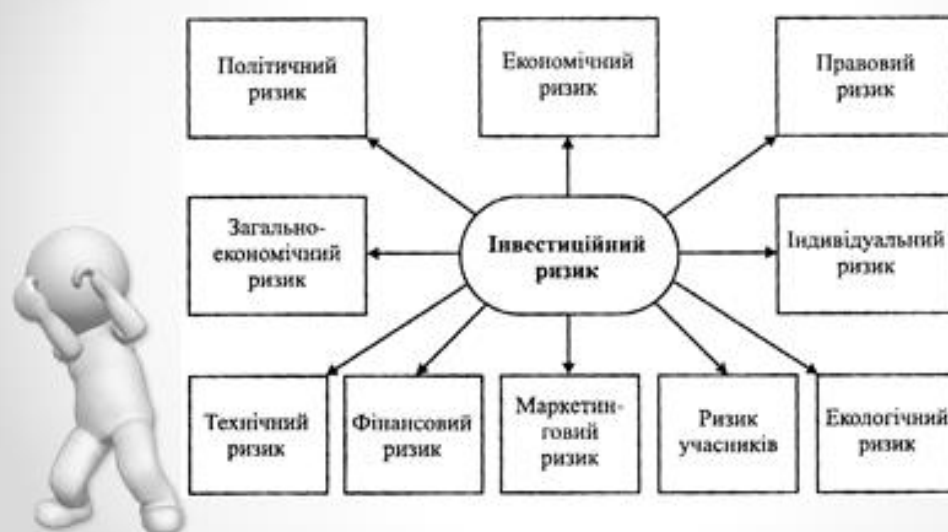 Політичний
ризик
Економічний
ризик
Правовий
ризик
Загально-
економічний
ризик
Інвестиційний
ризик
Індивідуальний
ризик
Технічний
ризик
Фінансовий
ризик
Маркетин-
говий
ризик
Ризик
учасників
Екологічний
ризик